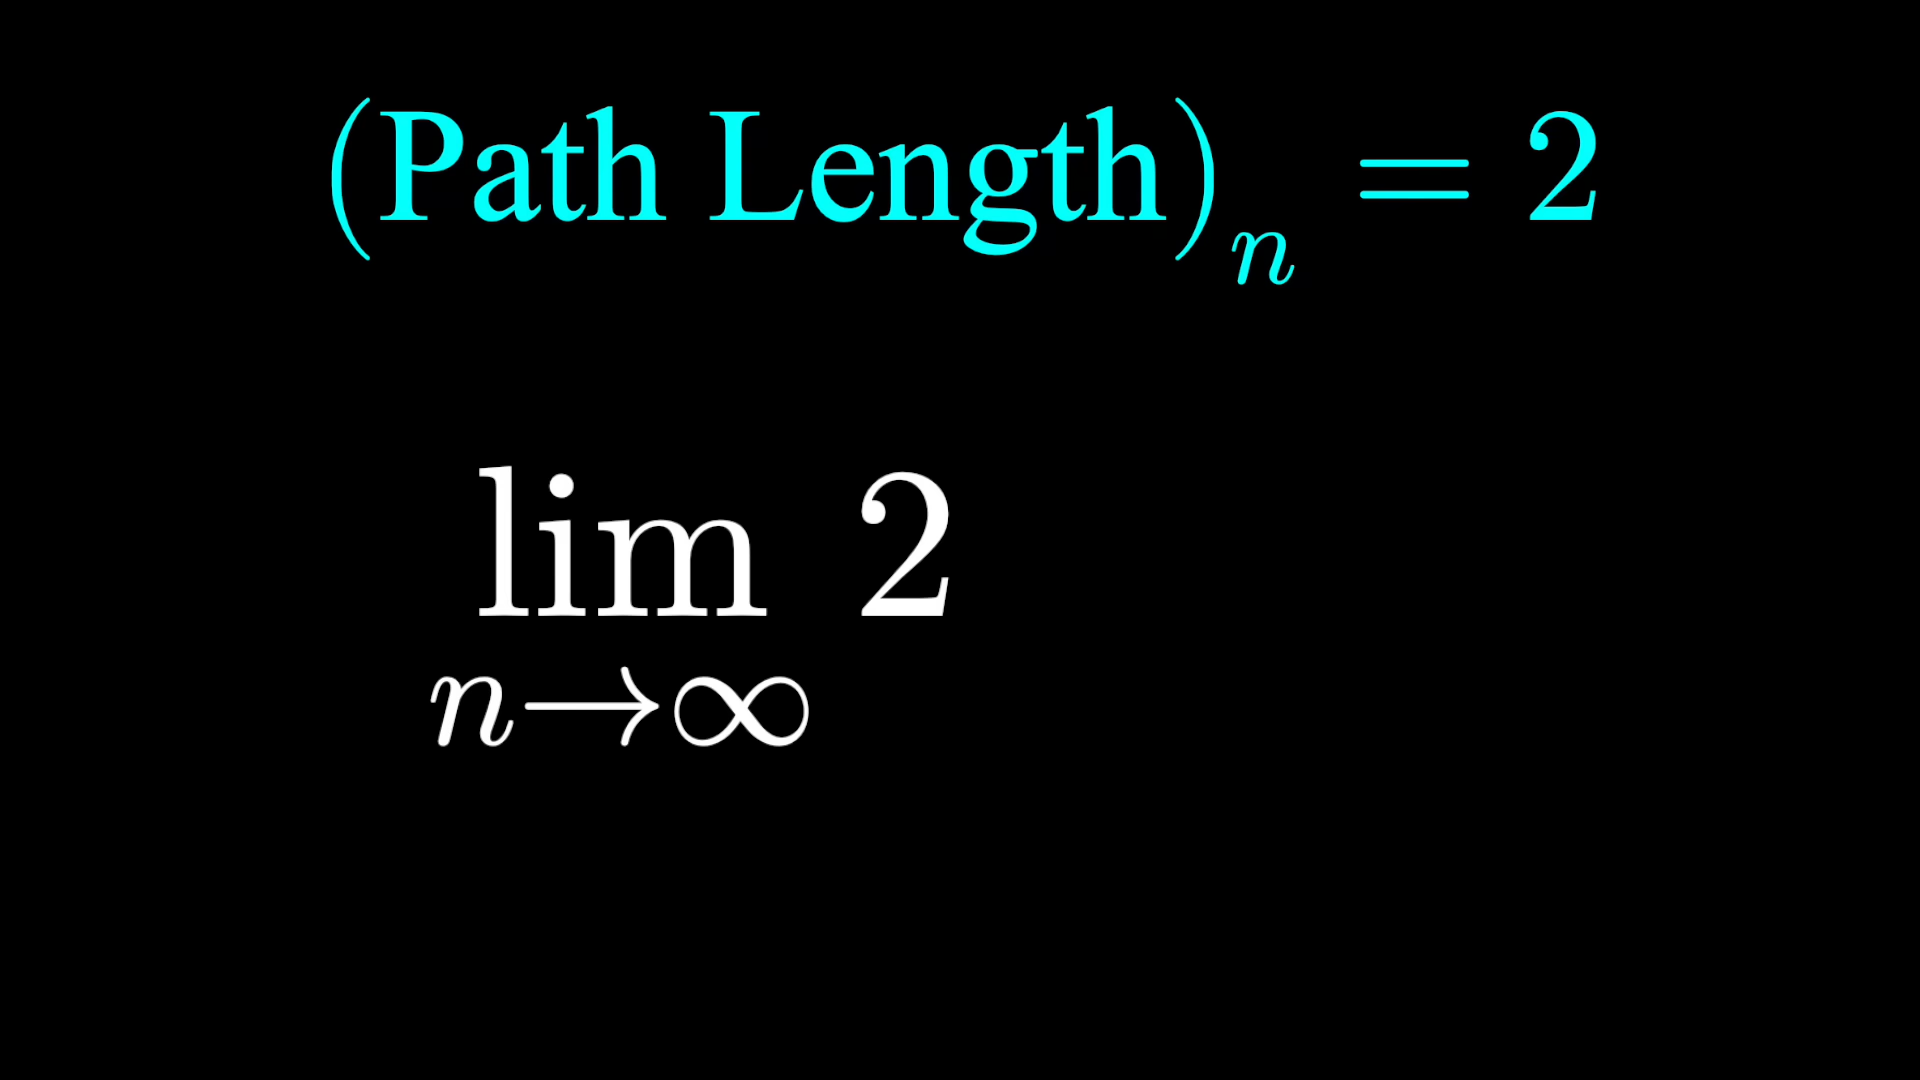 (Path Length)ₙ = 2
lim 2
n→∞